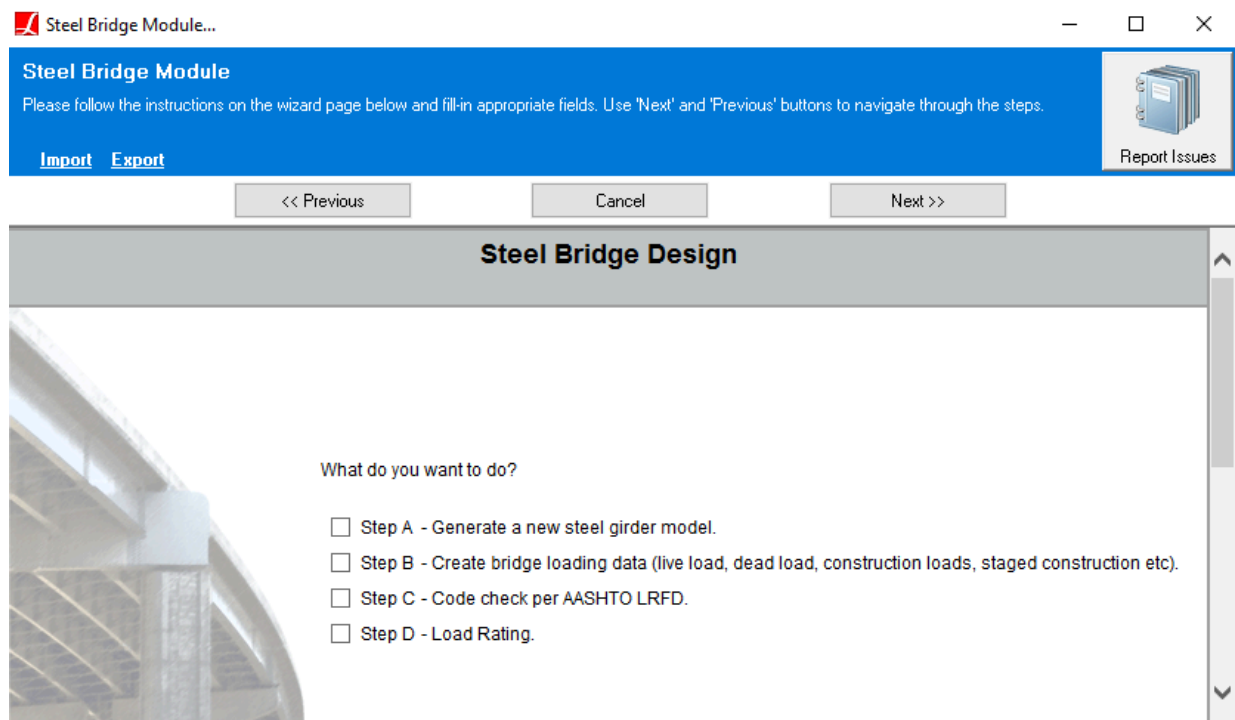 Steel Bridge Module...
Steel Bridge Module
Please follow the instructions on the wizard page below and fill-in appropriate fields. Use 'Next' and 'Previous' buttons to navigate through the steps.
Import Export
Report Issues
<< Previous Cancel Next >>
Steel Bridge Design
What do you want to do?
Step A - Generate a new steel girder model.
Step B - Create bridge loading data (live load, dead load, construction loads, staged construction etc).
Step C - Code check per AASHTO LRFD.
Step D - Load Rating.